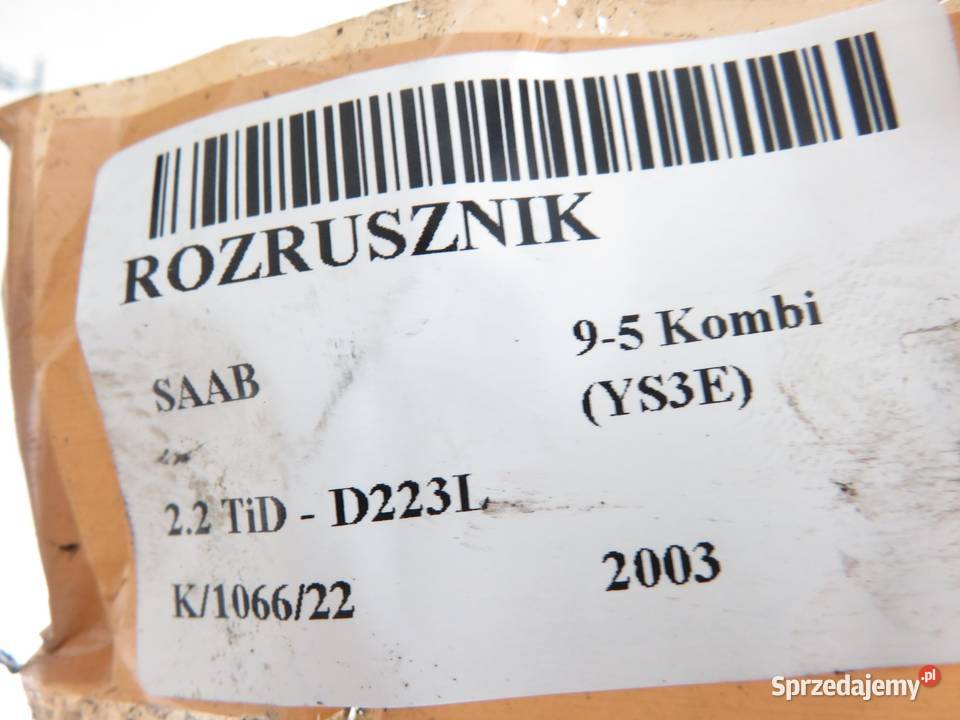 ROZRUSZNIK
SAAB
9-5 Kombi
(YS3E)
2.2 TiD - D223L
K/1066/22
2003
Sprzedajemy.pl